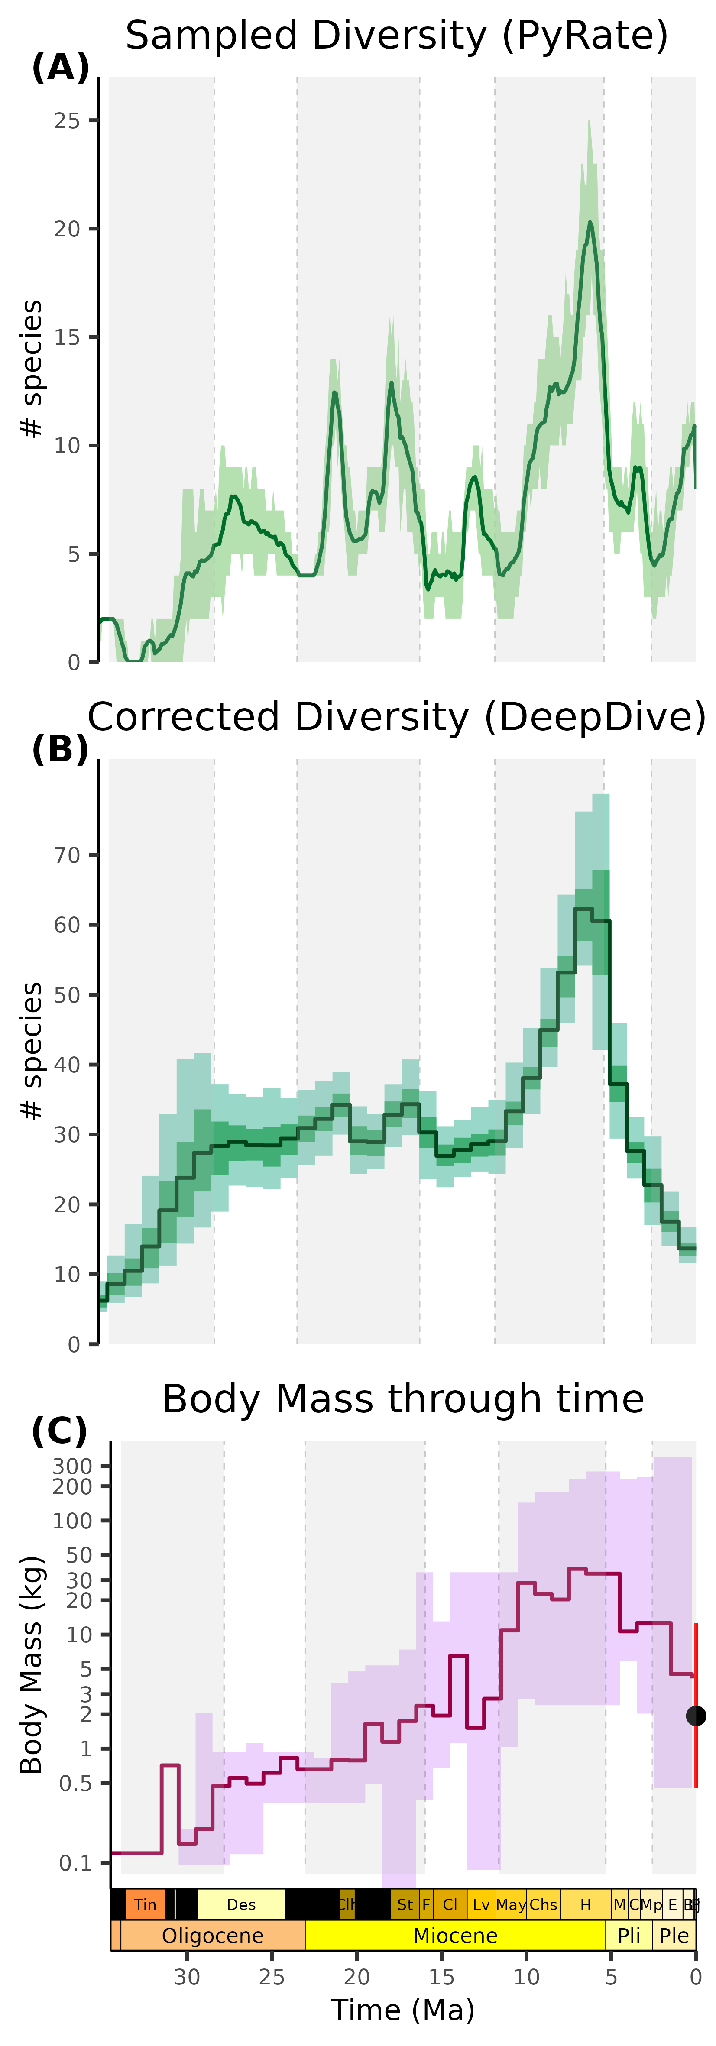 Sampled Diversity (PyRate)
(A)
25
20
15
10
5
0
# species
Corrected Diversity (DeepDive)
(B)
70
60
50
40
30
20
10
0
# species
Body Mass through time
(C)
300
200
100
50
30
20
10
5
3
2
1
0.5
0.1
Body Mass (kg)
Tin Des St F Cl Lv May Chs H M Mp E
Oligocene Miocene Pli Ple
30 25 20 15 10 5 0
Time (Ma)